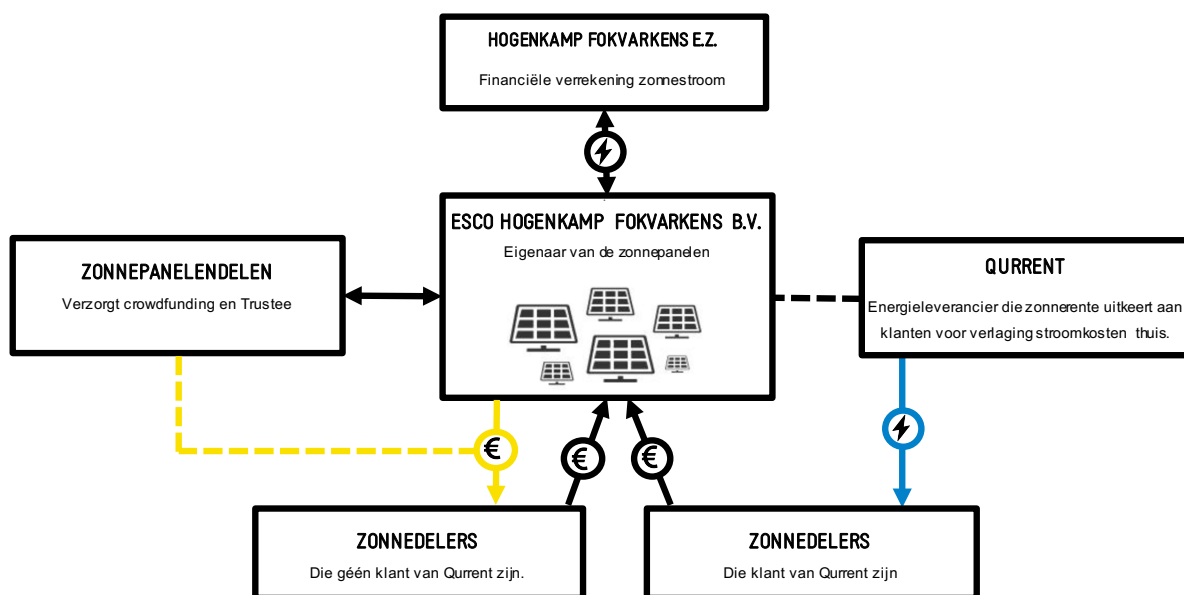 HOGENKAMP FOKVARKENS E.Z.
Financiële verrekening zonnestroom
ESCO HOGENKAMP FOKVARKENS B.V.
Eigenaar van de zonnepanelen
ZONNEPANELENDELEN
Verzorgt crowdfunding en Trustee
QURRENT
Energieleverancier die zonnerente uitkeert aan
klanten voor verlaging stroomkosten thuis.
€
€
€
ZONNEDELERS
Die géén klant van Qurrent zijn.
ZONNEDELERS
Die klant van Qurrent zijn